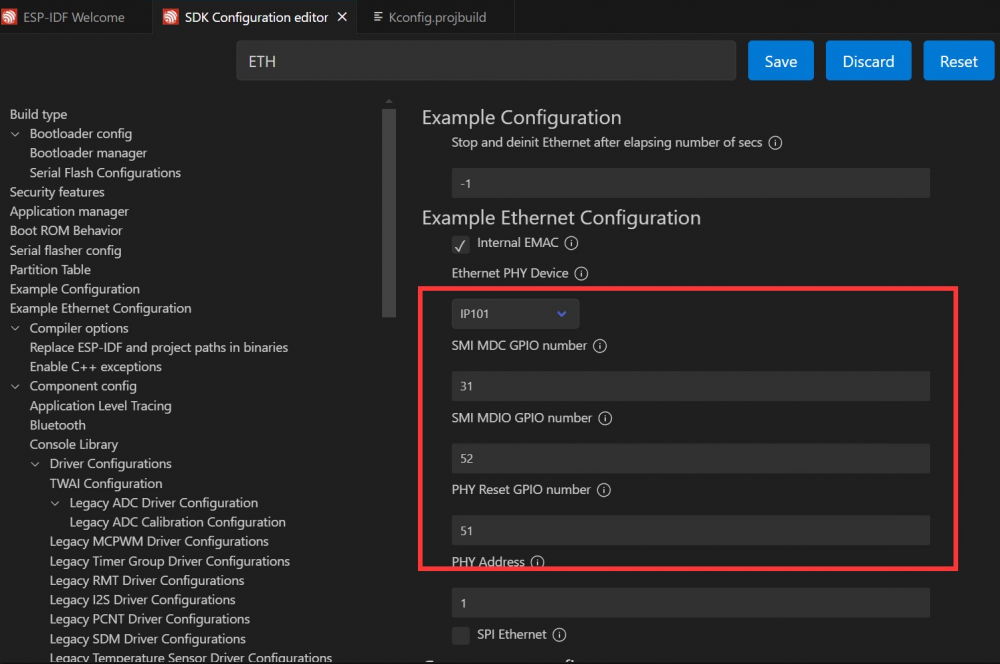 ESP-IDF Welcome
SDK Configuration editor
Kconfig.projbuild
ETH
Save
Discard
Reset
Build type
Bootloader config
Bootloader manager
Serial Flash Configurations
Security features
Application manager
Boot ROM Behavior
Serial flasher config
Partition Table
Example Configuration
Example Ethernet Configuration
Compiler options
Replace ESP-IDF and project paths in binaries
Enable C++ exceptions
Component config
Application Level Tracing
Bluetooth
Console Library
Driver Configurations
TWAI Configuration
Legacy ADC Driver Configuration
Legacy ADC Calibration Configuration
Legacy MCPWM Driver Configurations
Legacy Timer Group Driver Configurations
Legacy RMT Driver Configurations
Legacy I2S Driver Configurations
Legacy PCNT Driver Configurations
Legacy SDM Driver Configurations
Legacy Temperature Sensor Driver Configurations
Example Configuration
Stop and deinit Ethernet after elapsing number of secs
-1
Example Ethernet Configuration
Internal EMAC
Ethernet PHY Device
IP101
SMI MDC GPIO number
31
SMI MDIO GPIO number
52
PHY Reset GPIO number
51
PHY Address
1
SPI Ethernet